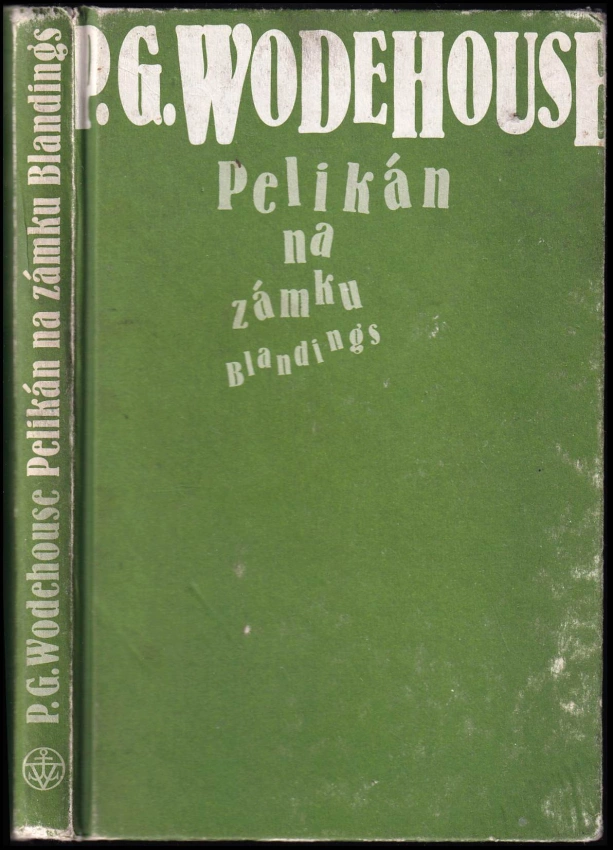 P.G. Wodehouse Pelikán na zámku Blandings
P.G. WODEHOUSE
Pelikán
na
zámku
Blandings